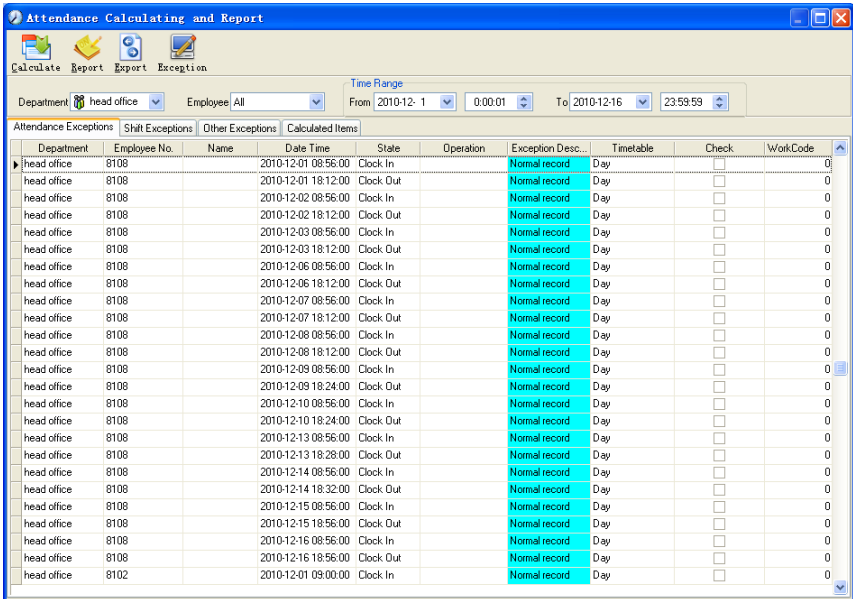 Attendance Calculating and Report
Calculate Report Export Exception
Time Range
Department head office Employee All From 2010-12- 1 0:00:01 To 2010-12-16 23:59:59
Attendance Exceptions Shift Exceptions Other Exceptions Calculated Items
Department Employee No. Name Date Time State Operation Exception Desc... Timetable Check WorkCode
head office 8108 2010-12-01 08:56:00 Clock In Normal record Day 0
head office 8108 2010-12-01 18:12:00 Clock Out Normal record Day 0
head office 8108 2010-12-02 08:56:00 Clock In Normal record Day 0
head office 8108 2010-12-02 18:12:00 Clock Out Normal record Day 0
head office 8108 2010-12-03 08:56:00 Clock In Normal record Day 0
head office 8108 2010-12-03 18:12:00 Clock Out Normal record Day 0
head office 8108 2010-12-06 08:56:00 Clock In Normal record Day 0
head office 8108 2010-12-06 18:12:00 Clock Out Normal record Day 0
head office 8108 2010-12-07 08:56:00 Clock In Normal record Day 0
head office 8108 2010-12-07 18:12:00 Clock Out Normal record Day 0
head office 8108 2010-12-08 08:56:00 Clock In Normal record Day 0
head office 8108 2010-12-08 18:12:00 Clock Out Normal record Day 0
head office 8108 2010-12-09 08:56:00 Clock In Normal record Day 0
head office 8108 2010-12-09 18:24:00 Clock Out Normal record Day 0
head office 8108 2010-12-10 08:56:00 Clock In Normal record Day 0
head office 8108 2010-12-10 18:24:00 Clock Out Normal record Day 0
head office 8108 2010-12-13 08:56:00 Clock In Normal record Day 0
head office 8108 2010-12-13 18:28:00 Clock Out Normal record Day 0
head office 8108 2010-12-14 08:56:00 Clock In Normal record Day 0
head office 8108 2010-12-14 18:32:00 Clock Out Normal record Day 0
head office 8108 2010-12-15 08:56:00 Clock In Normal record Day 0
head office 8108 2010-12-15 18:56:00 Clock Out Normal record Day 0
head office 8108 2010-12-16 08:56:00 Clock In Normal record Day 0
head office 8108 2010-12-16 18:56:00 Clock Out Normal record Day 0
head office 8102 2010-12-01 09:00:00 Clock In Normal record Day 0